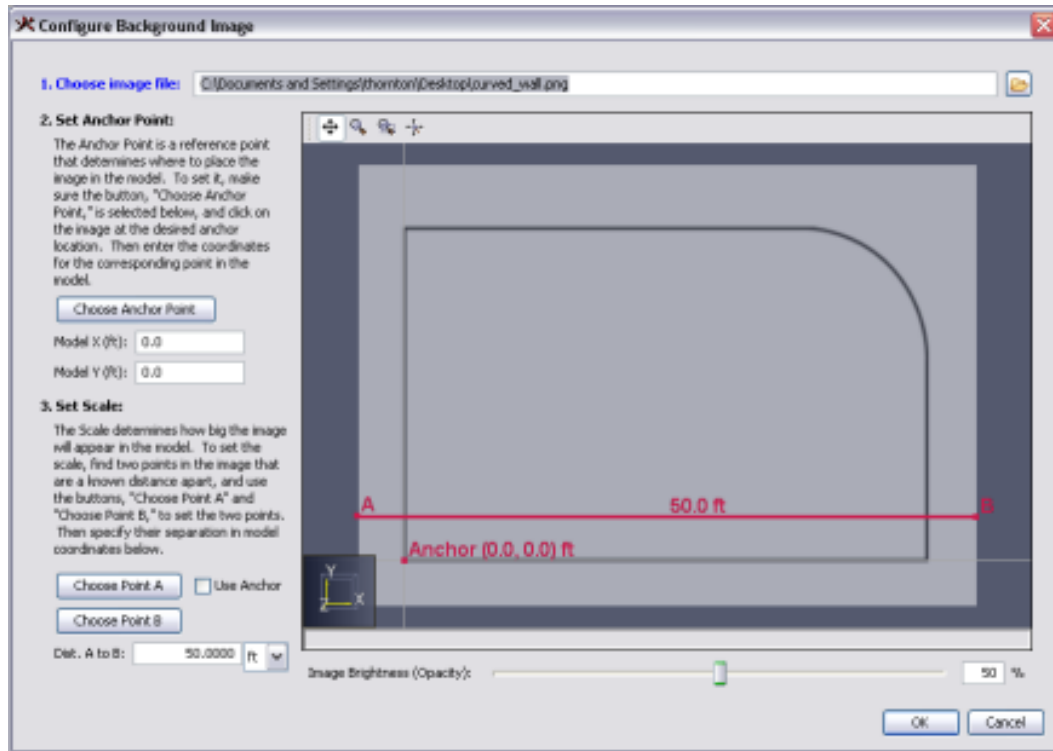 Configure Background Image
1. Choose image file:
C:\Documents and Settings\thornton\Desktop\curved_wall.png
2. Set Anchor Point:
The Anchor Point is a reference point
that determines where to place the
image in the model. To set it, make
sure the button, "Choose Anchor
Point," is selected below, and click on
the image at the desired anchor
location. Then enter the coordinates
for the corresponding point in the
model.
Choose Anchor Point
Model X (ft): 0.0
Model Y (ft): 0.0
3. Set Scale:
The Scale determines how big the image
will appear in the model. To set the
scale, find two points in the image that
are a known distance apart, and use
the buttons, "Choose Point A" and
"Choose Point B," to set the two points.
Then specify their separation in model
coordinates below.
Choose Point A
Use Anchor
Choose Point B
Dist. A to B: 50.0000 ft
A
50.0 ft
B
Anchor (0.0, 0.0) ft
Y
Z
X
Image Brightness (Opacity):
50 %
OK
Cancel